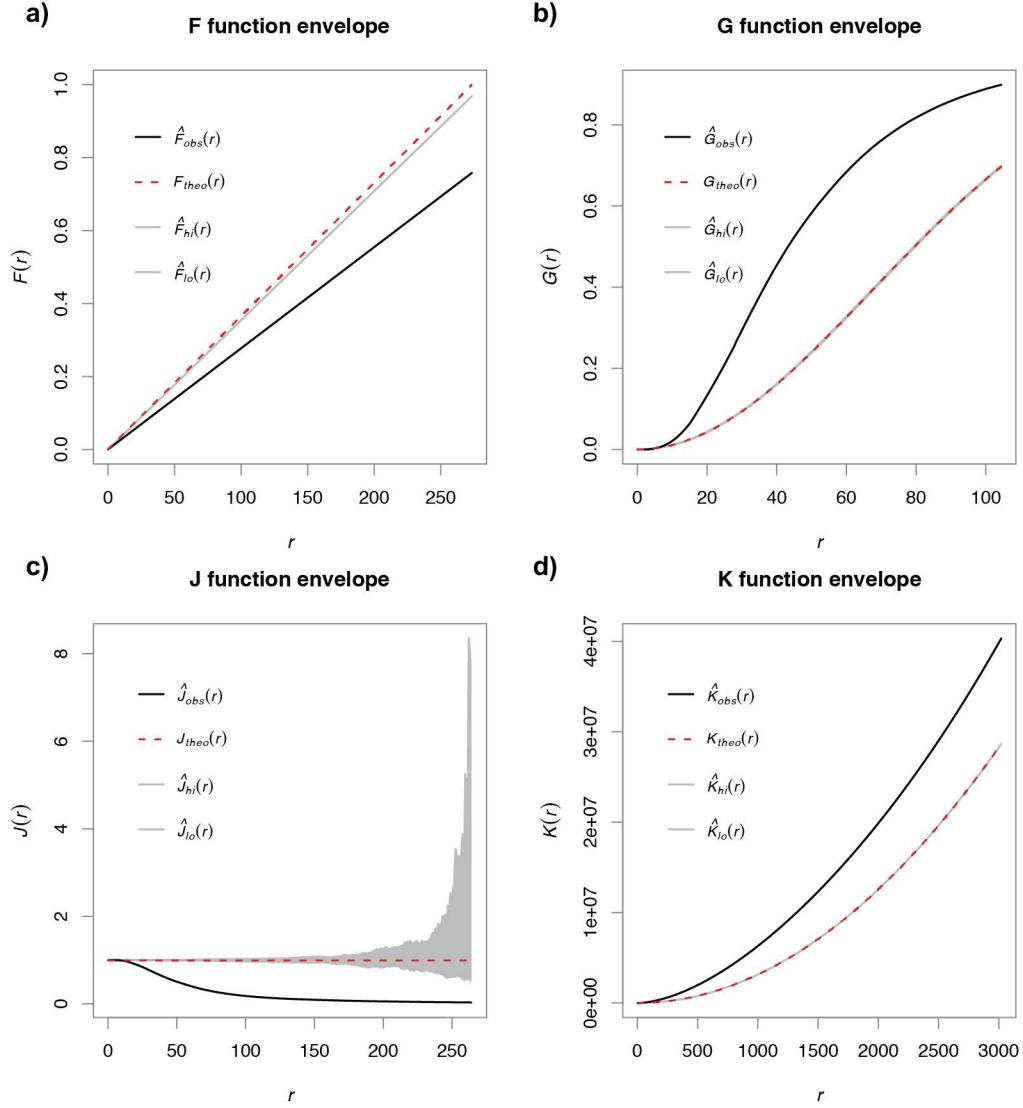 a)
F function envelope
F(r)
1.0
0.8
0.6
0.4
0.2
0.0
F̂obs(r)
Ftheo(r)
F̂hi(r)
F̂lo(r)
0 50 100 150 200 250
r
b)
G function envelope
G(r)
0.8
0.6
0.4
0.2
0.0
Ĝobs(r)
Gtheo(r)
Ĝhi(r)
Ĝlo(r)
0 20 40 60 80 100
r
c)
J function envelope
J(r)
8
6
4
2
0
Ĵobs(r)
Jtheo(r)
Ĵhi(r)
Ĵlo(r)
0 50 100 150 200 250
r
d)
K function envelope
K(r)
4e+07
3e+07
2e+07
1e+07
0e+00
K̂obs(r)
Ktheo(r)
K̂hi(r)
K̂lo(r)
0 500 1000 1500 2000 2500 3000
r